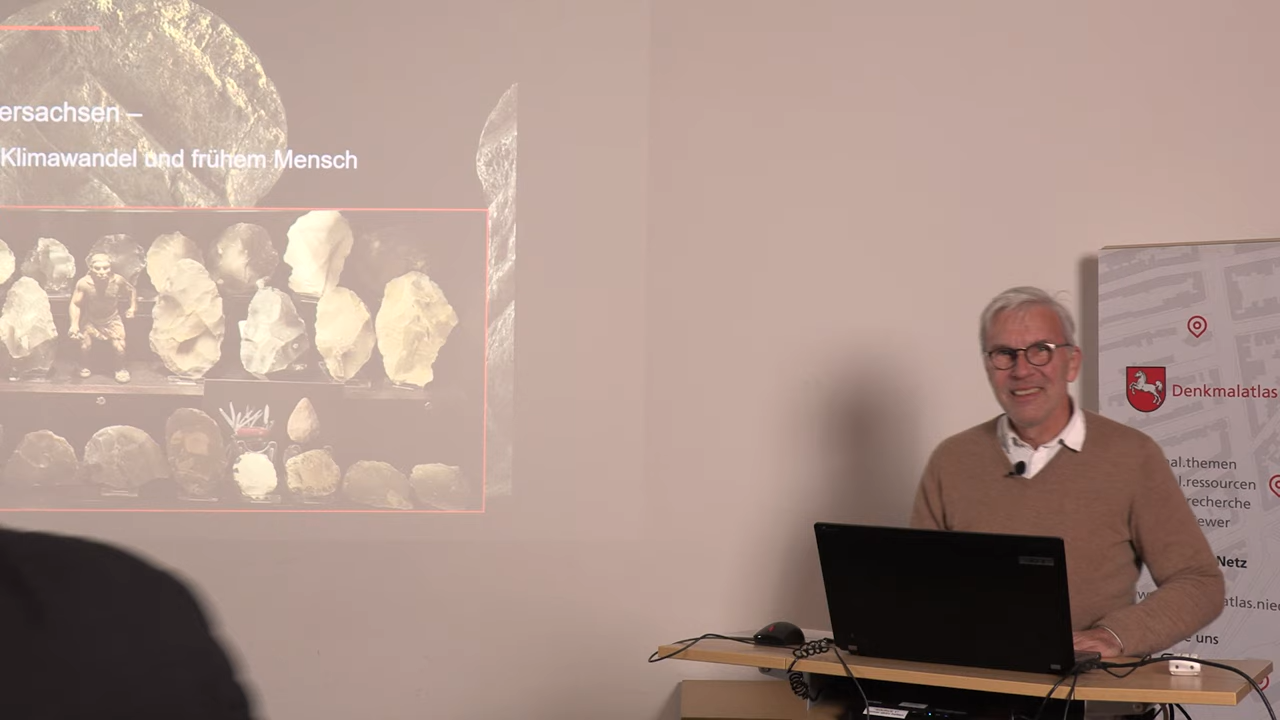 ersachsen –
Klimawandel und frühem Mensch
Denkmalatlas
al.themen
l.ressourcen
recherche
ewer
Netz
atlas.nie
uns